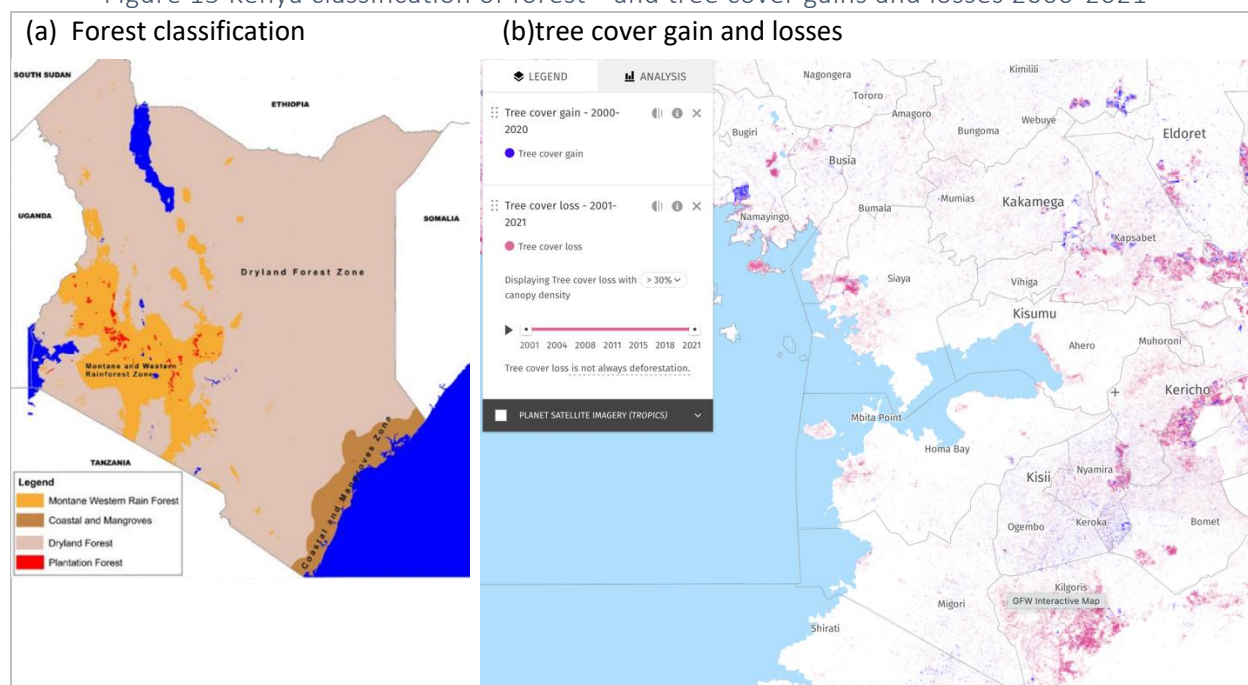 Figure 15 Kenya classification of forest and tree cover gains and losses 2000-2021
(a) Forest classification
(b)tree cover gain and losses
SOUTH SUDAN
ETHIOPIA
UGANDA
SOMALIA
Dryland Forest Zone
Montane and Western
Rainforest Zone
TANZANIA
Coastal and Mangroves Zone
Legend
Montane Western Rain Forest
Coastal and Mangroves
Dryland Forest
Plantation Forest
LEGEND
ANALYSIS
Tree cover gain - 2000-
2020
Tree cover gain
Tree cover loss - 2001-
2021
Tree cover loss
Displaying Tree cover loss with > 30%
canopy density
2001 2004 2008 2011 2015 2018 2021
Tree cover loss is not always deforestation.
PLANET SATELLITE IMAGERY (TROPICS)
Nagongera
Kimilili
Tororo
Amagoro
Webuye
Bugiri
Bungoma
Eldoret
Busia
Namayingo
Bumala
Mumias
Kakamega
Kapsabet
Siaya
Vihiga
Kisumu
Ahero
Muhoroni
Kericho
Mbita Point
Homa Bay
Nyamira
Kisii
Ogembo
Keroka
Bomet
Kilgoris
GFW Interactive Map
Migori
Shirati